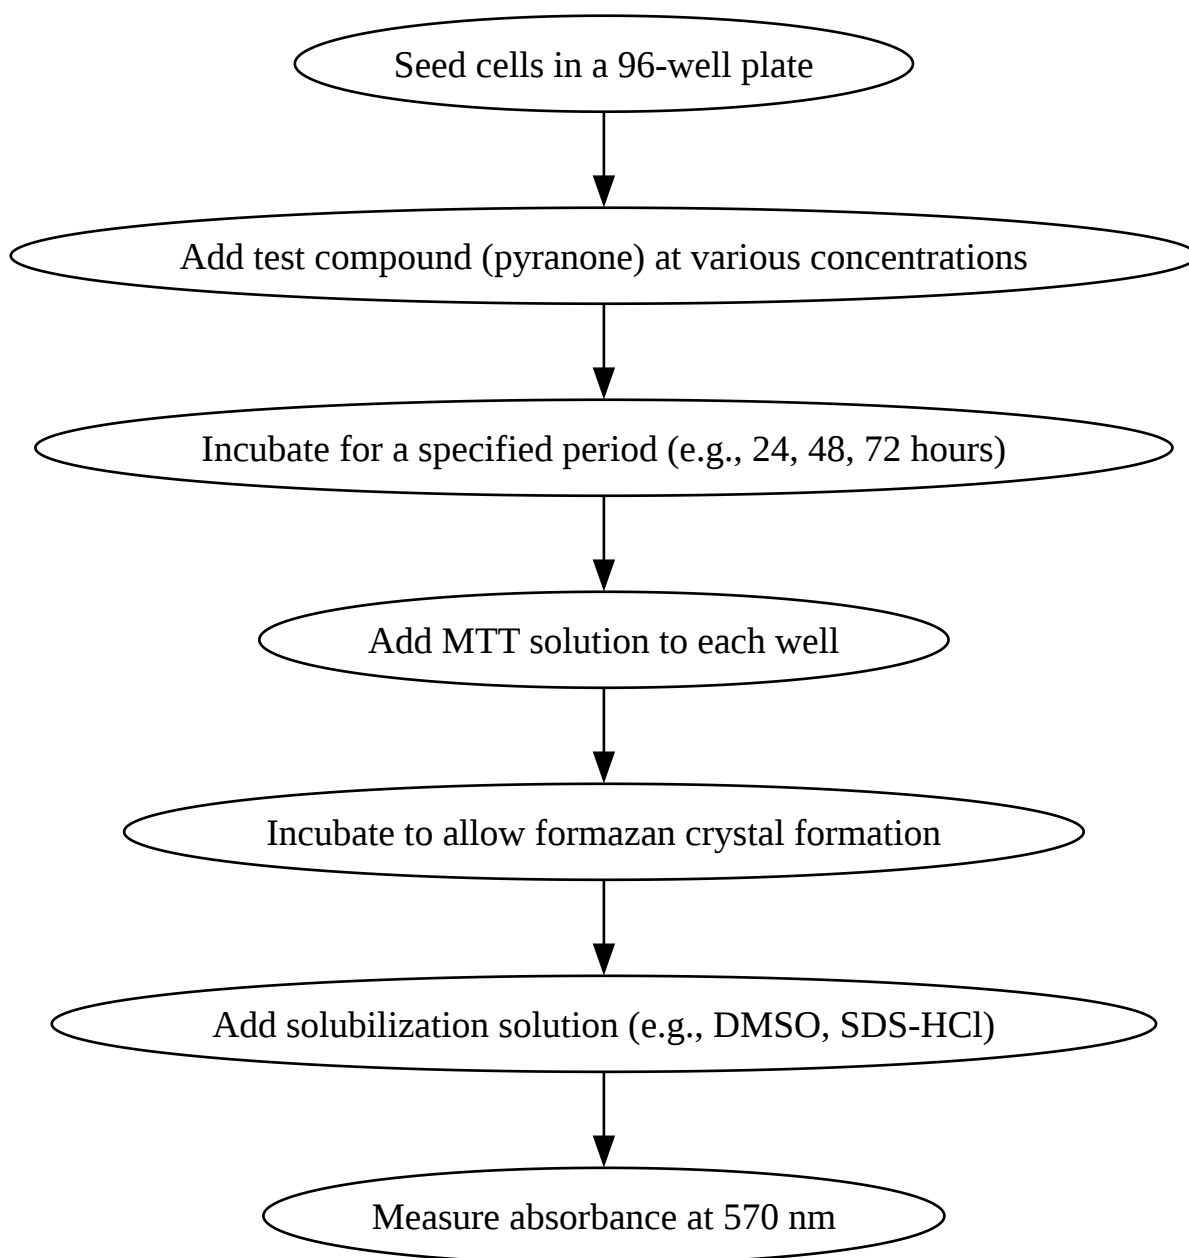 Seed cells in a 96-well plate
Add test compound (pyranone) at various concentrations
Incubate for a specified period (e.g., 24, 48, 72 hours)
Add MTT solution to each well
Incubate to allow formazan crystal formation
Add solubilization solution (e.g., DMSO, SDS-HCl)
Measure absorbance at 570 nm